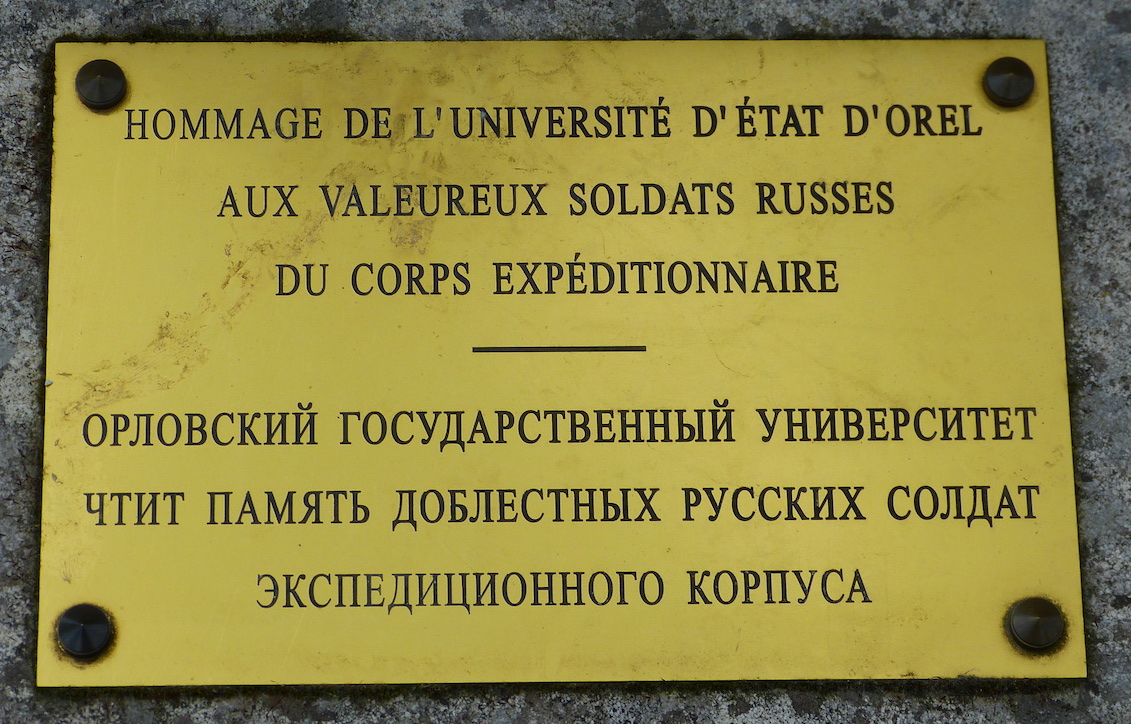 HOMMAGE DE L'UNIVERSITÉ D'ÉTAT D'OREL
AUX VALEUREUX SOLDATS RUSSES
DU CORPS EXPÉDITIONNAIRE
ОРЛОВСКИЙ ГОСУДАРСТВЕННЫЙ УНИВЕРСИТЕТ
ЧТИТ ПАМЯТЬ ДОБЛЕСТНЫХ РУССКИХ СОЛДАТ
ЭКСПЕДИЦИОННОГО КОРПУСА